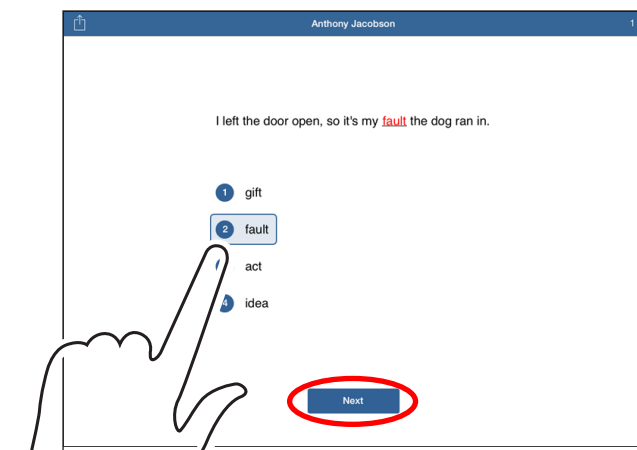 Anthony Jacobson 1
I left the door open, so it's my fault the dog ran in.
1 gift
2 fault
act
4 idea
Next